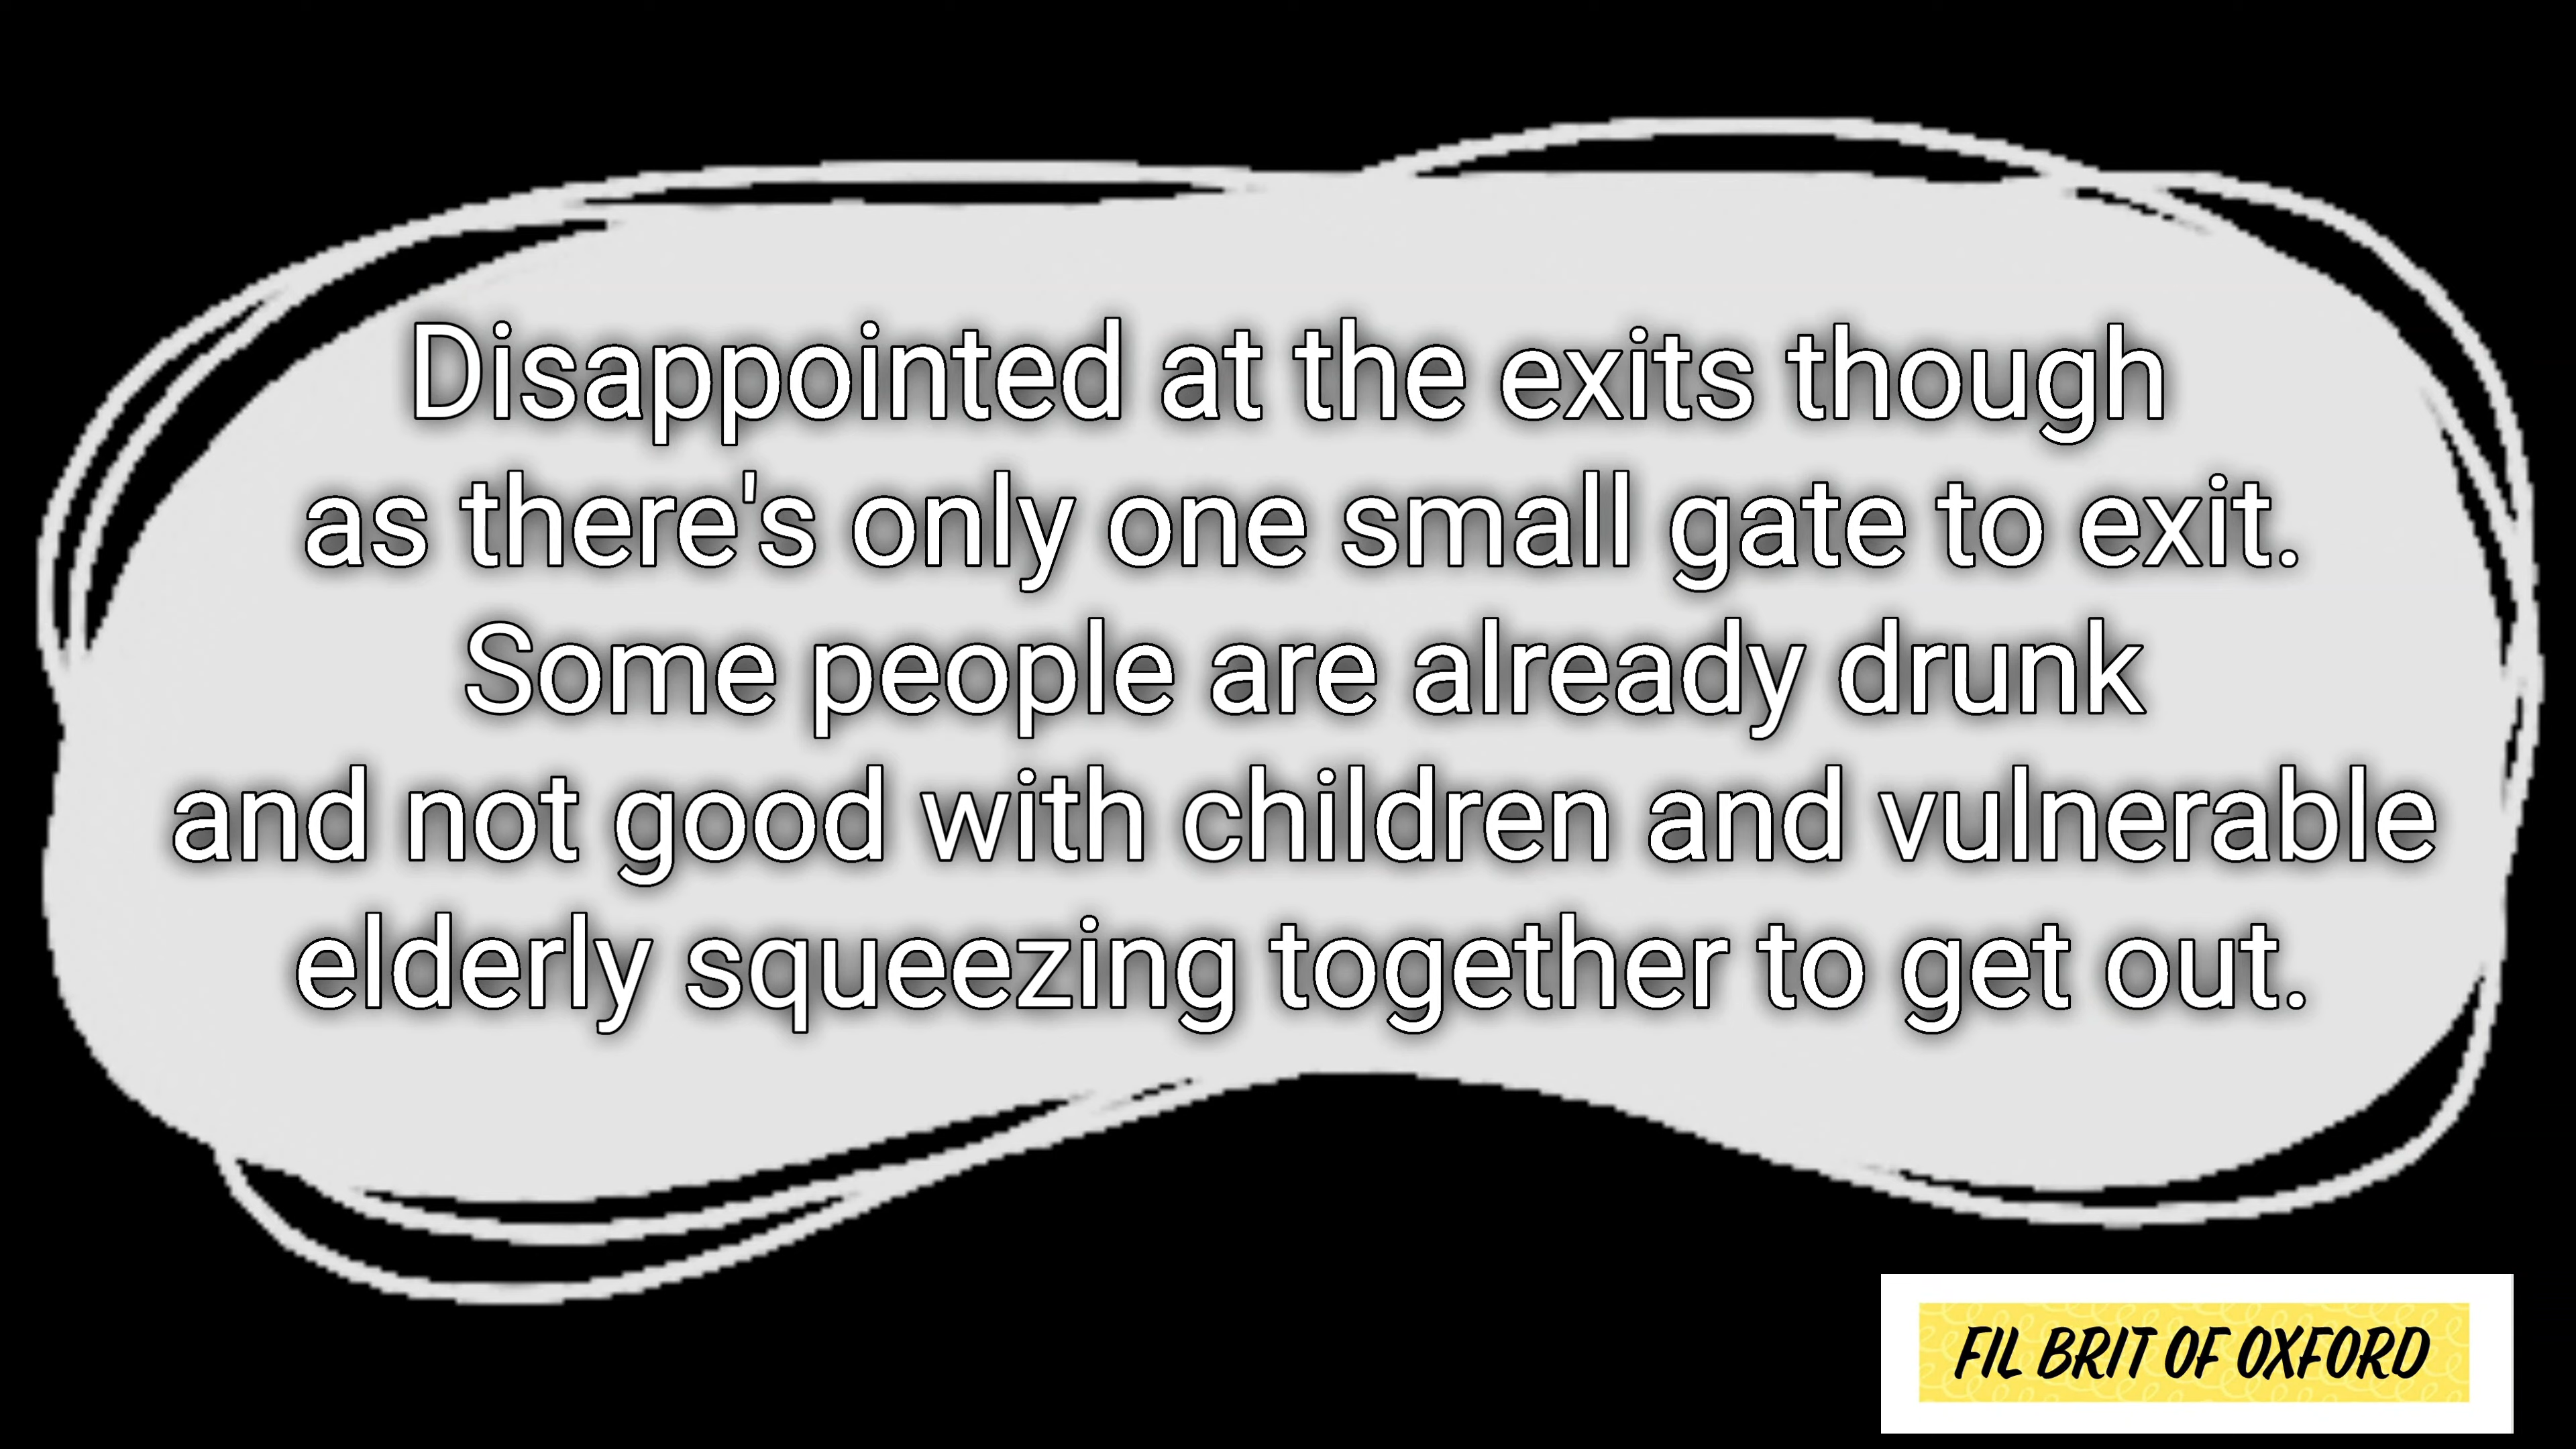 Disappointed at the exits though
as there's only one small gate to exit.
Some people are already drunk
and not good with children and vulnerable
elderly squeezing together to get out.
FIL BRIT OF OXFORD